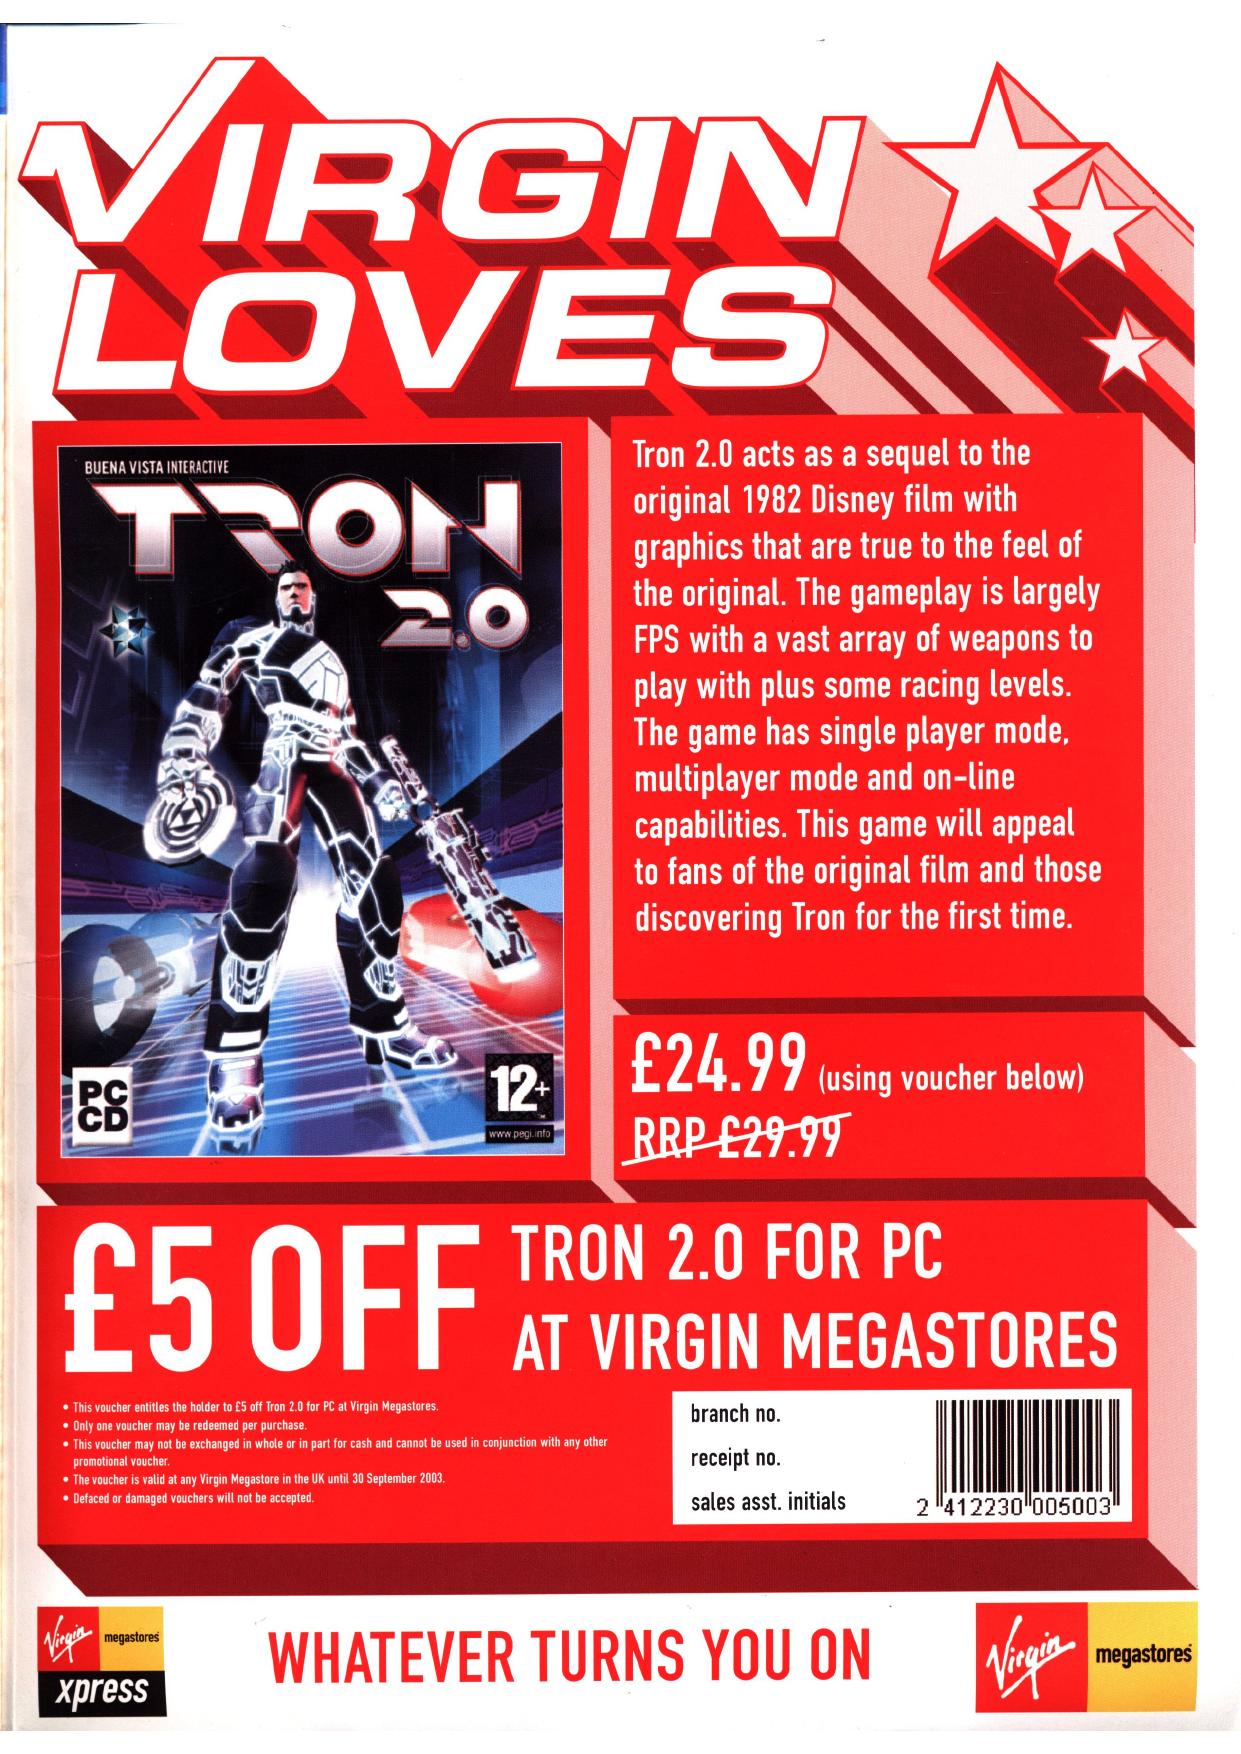 VIRGIN
LOVES
BUENA VISTA INTERACTIVE
TRON
2.0
PC
CD
12+
www.pegi.info
Tron 2.0 acts as a sequel to the
original 1982 Disney film with
graphics that are true to the feel of
the original. The gameplay is largely
FPS with a vast array of weapons to
play with plus some racing levels.
The game has single player mode,
multiplayer mode and on-line
capabilities. This game will appeal
to fans of the original film and those
discovering Tron for the first time.
£24.99 (using voucher below)
RRP £29.99
£5 OFF
TRON 2.0 FOR PC
AT VIRGIN MEGASTORES
• This voucher entitles the holder to £5 off Tron 2.0 for PC at Virgin Megastores.
• Only one voucher may be redeemed per purchase.
• This voucher may not be exchanged in whole or in part for cash and cannot be used in conjunction with any other
promotional voucher.
• The voucher is valid at any Virgin Megastore in the UK until 30 September 2003.
• Defaced or damaged vouchers will not be accepted.
branch no.
receipt no.
sales asst. initials
2 412230 005003
Virgin megastores
xpress
WHATEVER TURNS YOU ON
Virgin megastores